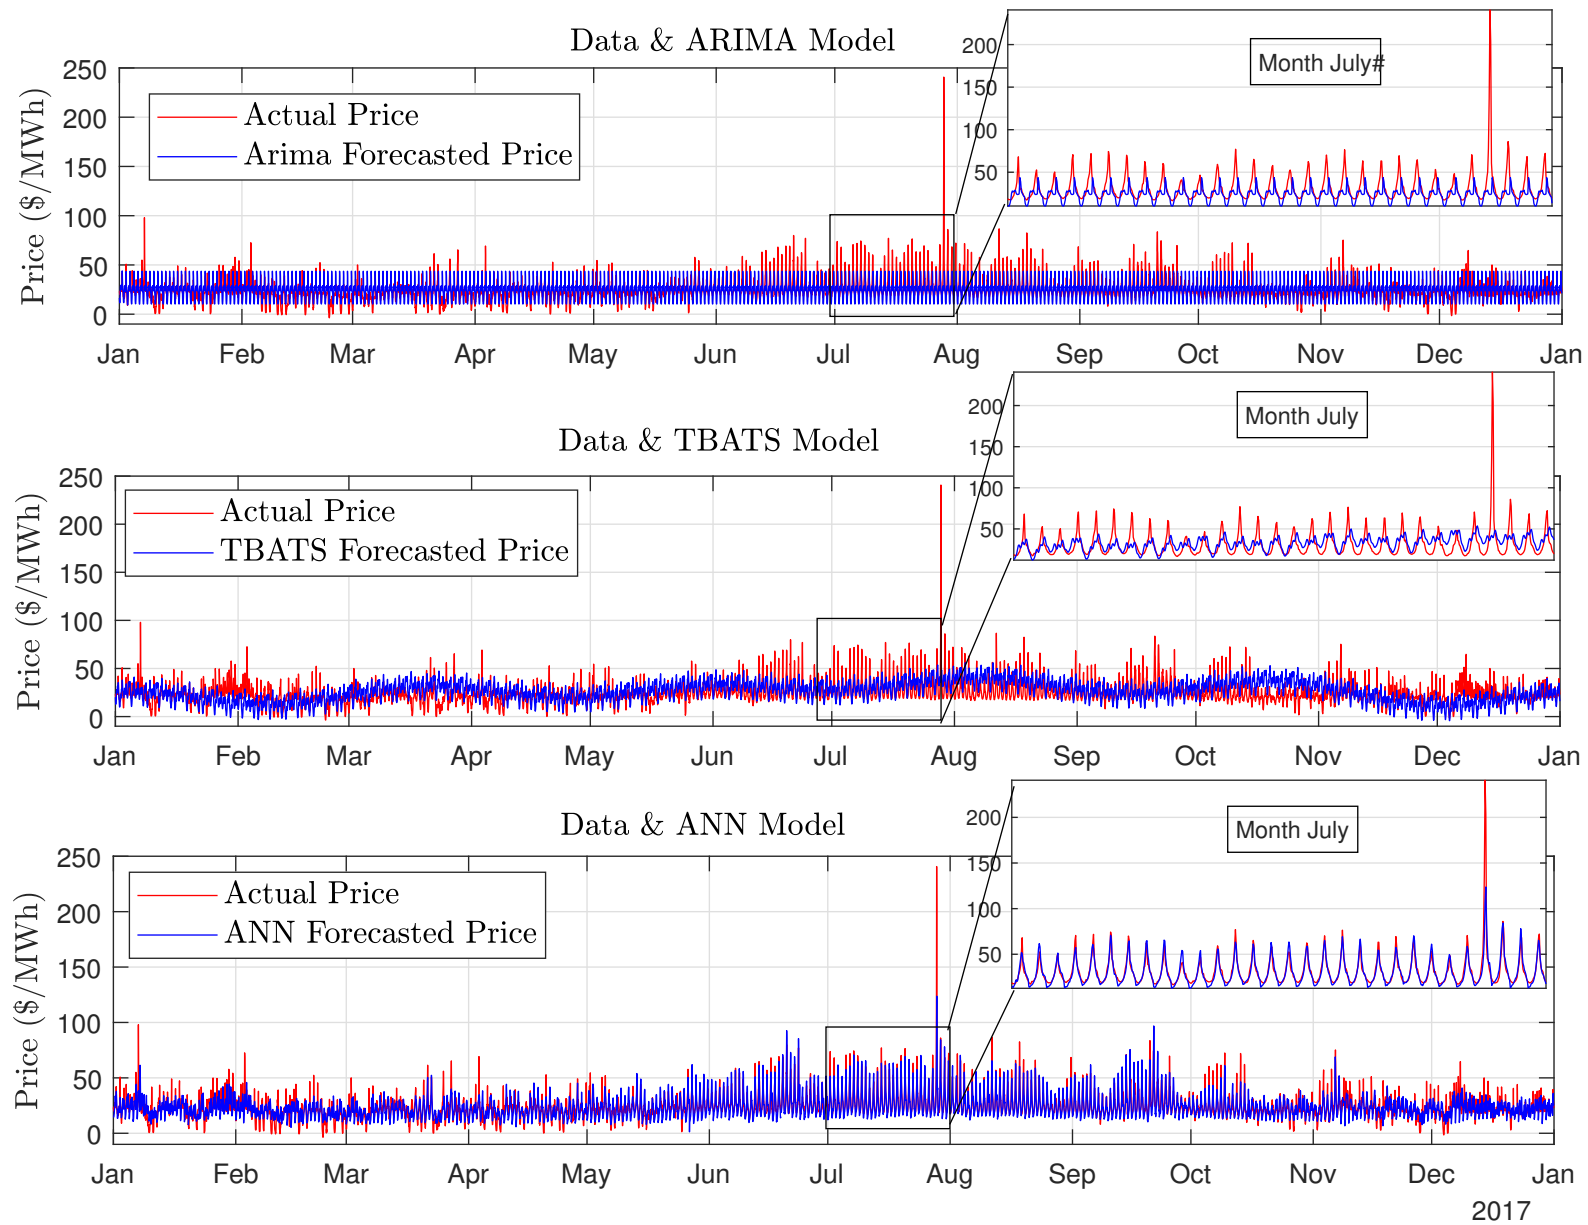 Data & ARIMA Model
Month July#
200
150
100
50
Price ($/MWh)
250
200
150
100
50
0
Actual Price
Arima Forecasted Price
Jan Feb Mar Apr May Jun Jul Aug Sep Oct Nov Dec Jan
Data & TBATS Model
Month July
200
150
100
50
Price ($/MWh)
250
200
150
100
50
0
Actual Price
TBATS Forecasted Price
Jan Feb Mar Apr May Jun Jul Aug Sep Oct Nov Dec Jan
Data & ANN Model
Month July
200
150
100
50
Price ($/MWh)
250
200
150
100
50
0
Actual Price
ANN Forecasted Price
Jan Feb Mar Apr May Jun Jul Aug Sep Oct Nov Dec Jan
2017